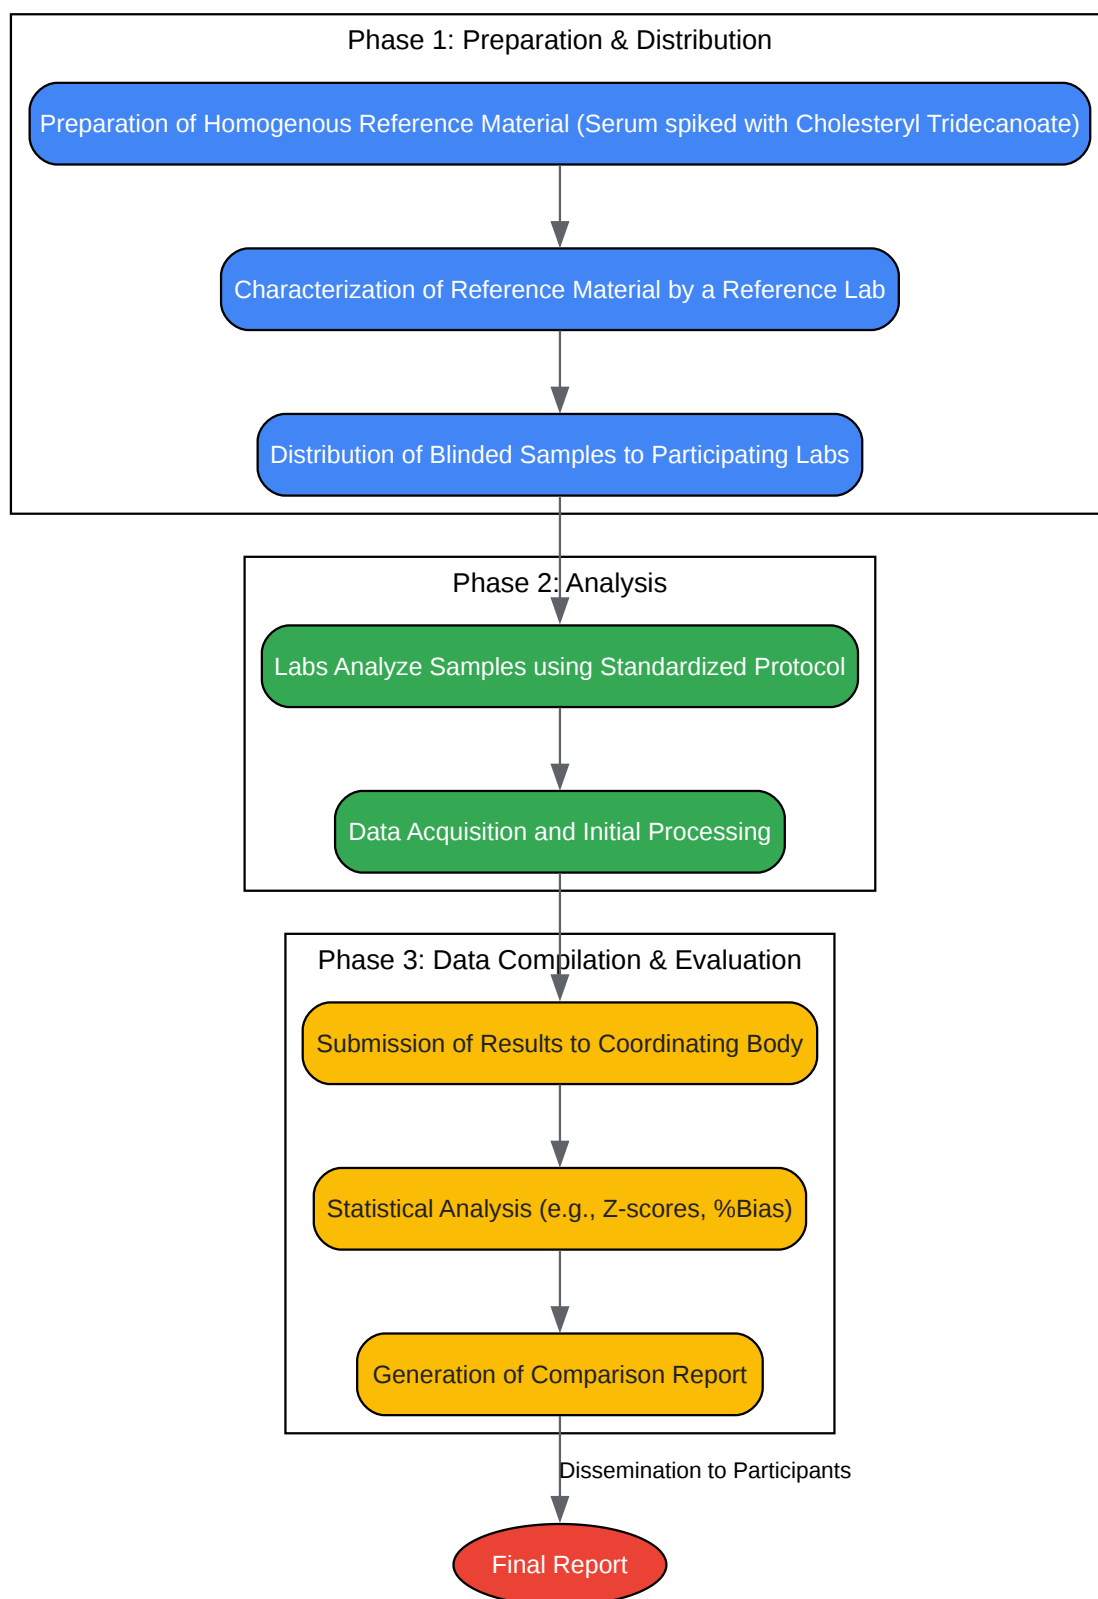 Phase 1: Preparation & Distribution
Preparation of Homogenous Reference Material (Serum spiked with Cholesteryl Tridecanoate)
Characterization of Reference Material by a Reference Lab
Distribution of Blinded Samples to Participating Labs
Phase 2: Analysis
Labs Analyze Samples using Standardized Protocol
Data Acquisition and Initial Processing
Phase 3: Data Compilation & Evaluation
Submission of Results to Coordinating Body
Statistical Analysis (e.g., Z-scores, %Bias)
Generation of Comparison Report
Dissemination to Participants
Final Report